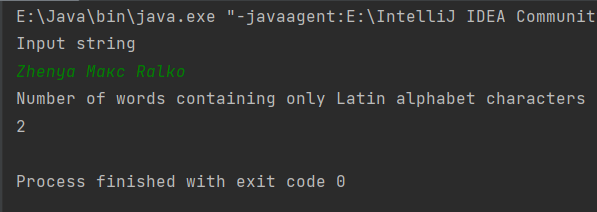 E:\Java\bin\java.exe "-javaagent:E:\IntelliJ IDEA Communit
Input string
Zhenya Макс Ralko
Number of words containing only Latin alphabet characters
2
Process finished with exit code 0